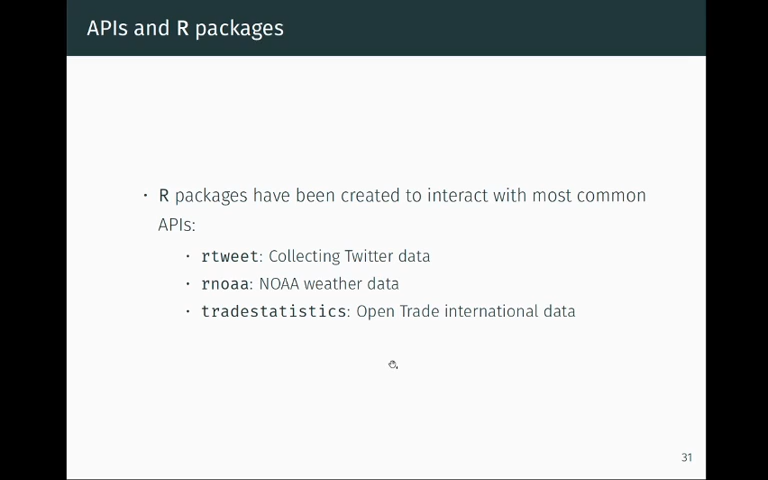 APIs and R packages
· R packages have been created to interact with most common
APIs:
· rtweet: Collecting Twitter data
· rnoaa: NOAA weather data
· tradestatistics: Open Trade international data
31